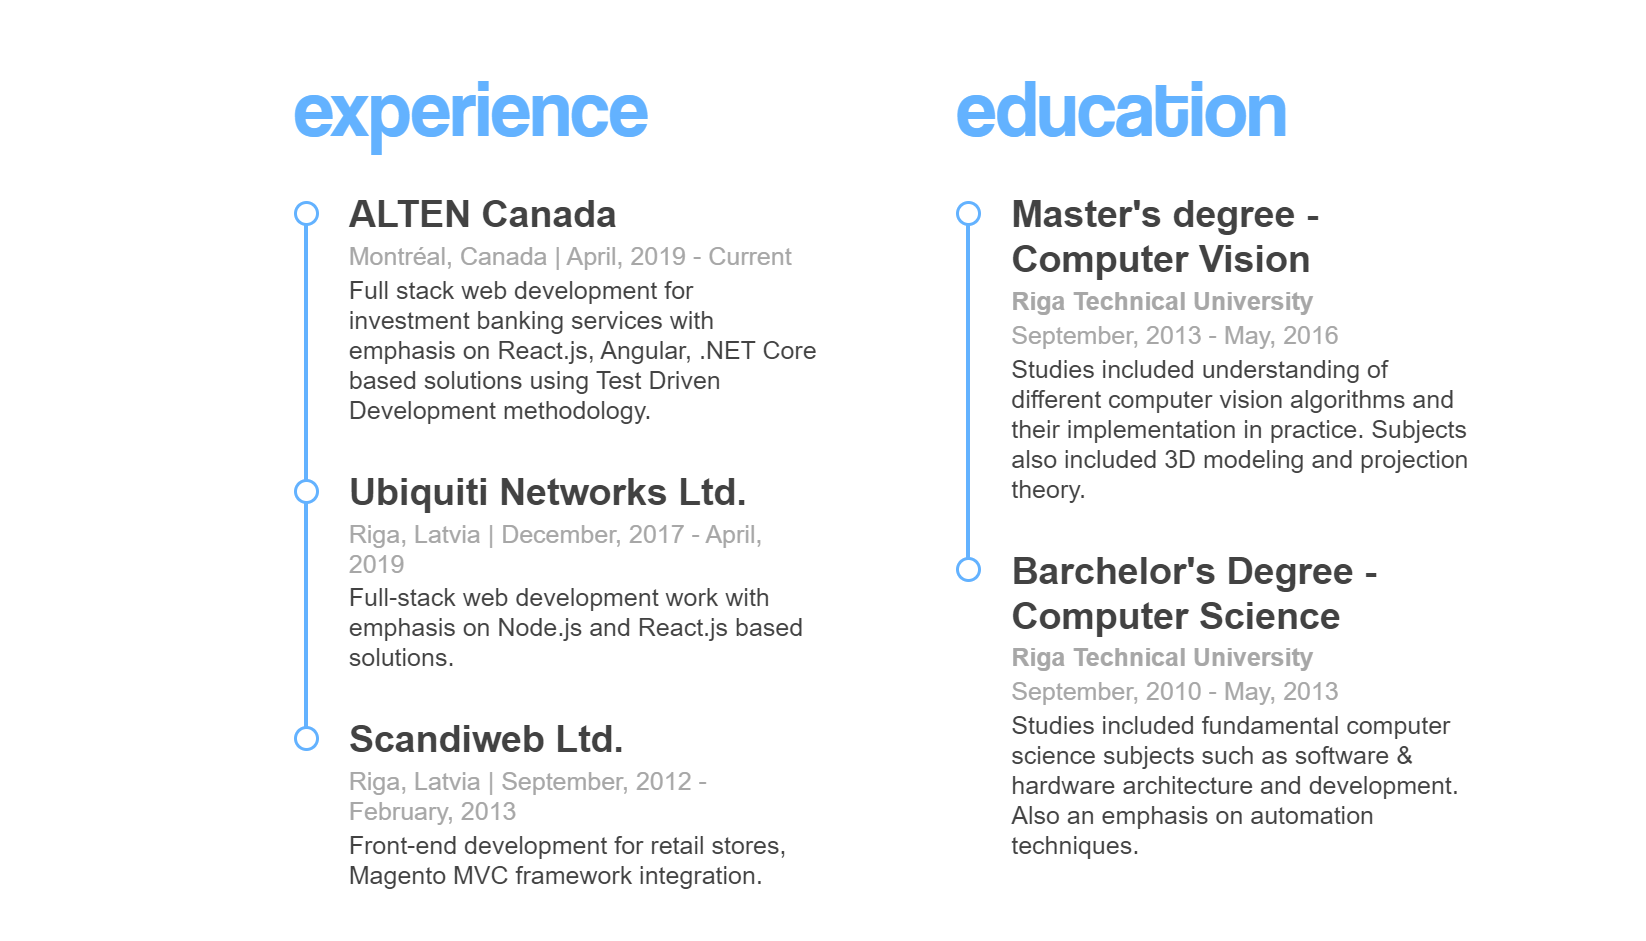 experience
ALTEN Canada
Montréal, Canada | April, 2019 - Current
Full stack web development for
investment banking services with
emphasis on React.js, Angular, .NET Core
based solutions using Test Driven
Development methodology.
Ubiquiti Networks Ltd.
Riga, Latvia | December, 2017 - April,
2019
Full-stack web development work with
emphasis on Node.js and React.js based
solutions.
Scandiweb Ltd.
Riga, Latvia | September, 2012 -
February, 2013
Front-end development for retail stores,
Magento MVC framework integration.
education
Master's degree -
Computer Vision
Riga Technical University
September, 2013 - May, 2016
Studies included understanding of
different computer vision algorithms and
their implementation in practice. Subjects
also included 3D modeling and projection
theory.
Barchelor's Degree -
Computer Science
Riga Technical University
September, 2010 - May, 2013
Studies included fundamental computer
science subjects such as software &
hardware architecture and development.
Also an emphasis on automation
techniques.